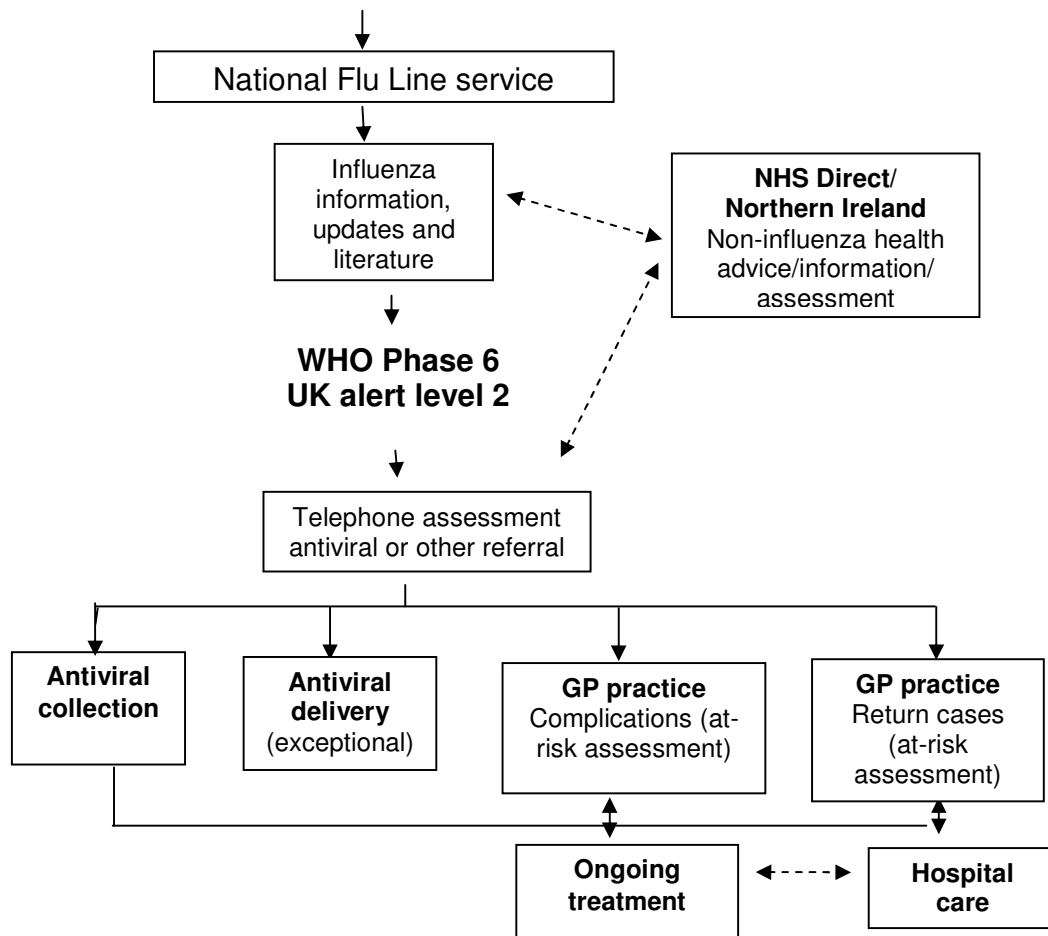 National Flu Line service
Influenza
information,
updates and
literature
NHS Direct/
Northern Ireland
Non-influenza health
advice/information/
assessment
WHO Phase 6
UK alert level 2
Telephone assessment
antiviral or other referral
Antiviral
collection
Antiviral
delivery
(exceptional)
GP practice
Complications (at-
risk assessment)
GP practice
Return cases
(at-risk
assessment)
Ongoing
treatment
Hospital
care